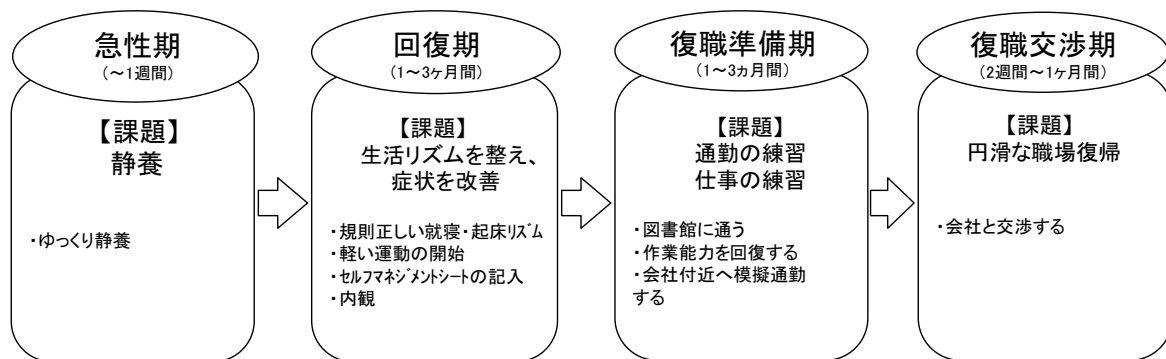 急性期
(~1週間)
【課題】
静養
・ゆっくり静養
回復期
(1~3ヶ月間)
【課題】
生活リズムを整え、
症状を改善
・規則正しい就寝・起床リズム
・軽い運動の開始
・セルフマネジメントシートの記入
・内観
復職準備期
(1~3ヵ月間)
【課題】
通勤の練習
仕事の練習
・図書館に通う
・作業能力を回復する
・会社付近へ模擬通勤
する
復職交渉期
(2週間~1ヶ月間)
【課題】
円滑な職場復帰
・会社と交渉する